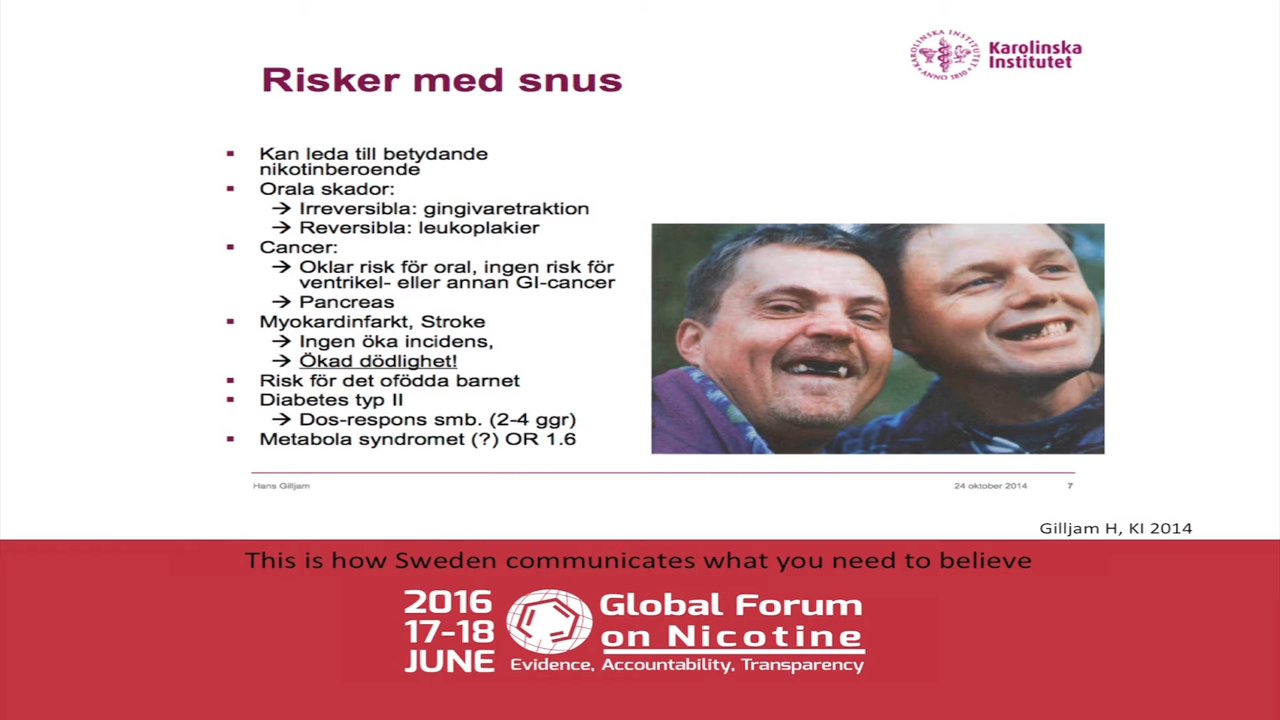 Karolinska
Institutet
KAROLINSKA INSTITUTET
ANNO 1810
Risker med snus
Kan leda till betydande
nikotinberoende
Orala skador:
→ Irreversibla: gingivaretraktion
→ Reversibla: leukoplakier
Cancer:
→ Oklar risk för oral, ingen risk för
ventrikel- eller annan GI-cancer
→ Pancreas
Myokardinfarkt, Stroke
→ Ingen öka incidens,
→ Ökad dödlighet!
Risk för det ofödda barnet
Diabetes typ II
→ Dos-respons smb. (2-4 ggr)
Metabola syndromet (?) OR 1.6
Hans Gilljam
24 oktober 2014
7
Gilljam H, KI 2014
This is how Sweden communicates what you need to believe
2016
17-18
JUNE
Global Forum
on Nicotine
Evidence, Accountability, Transparency